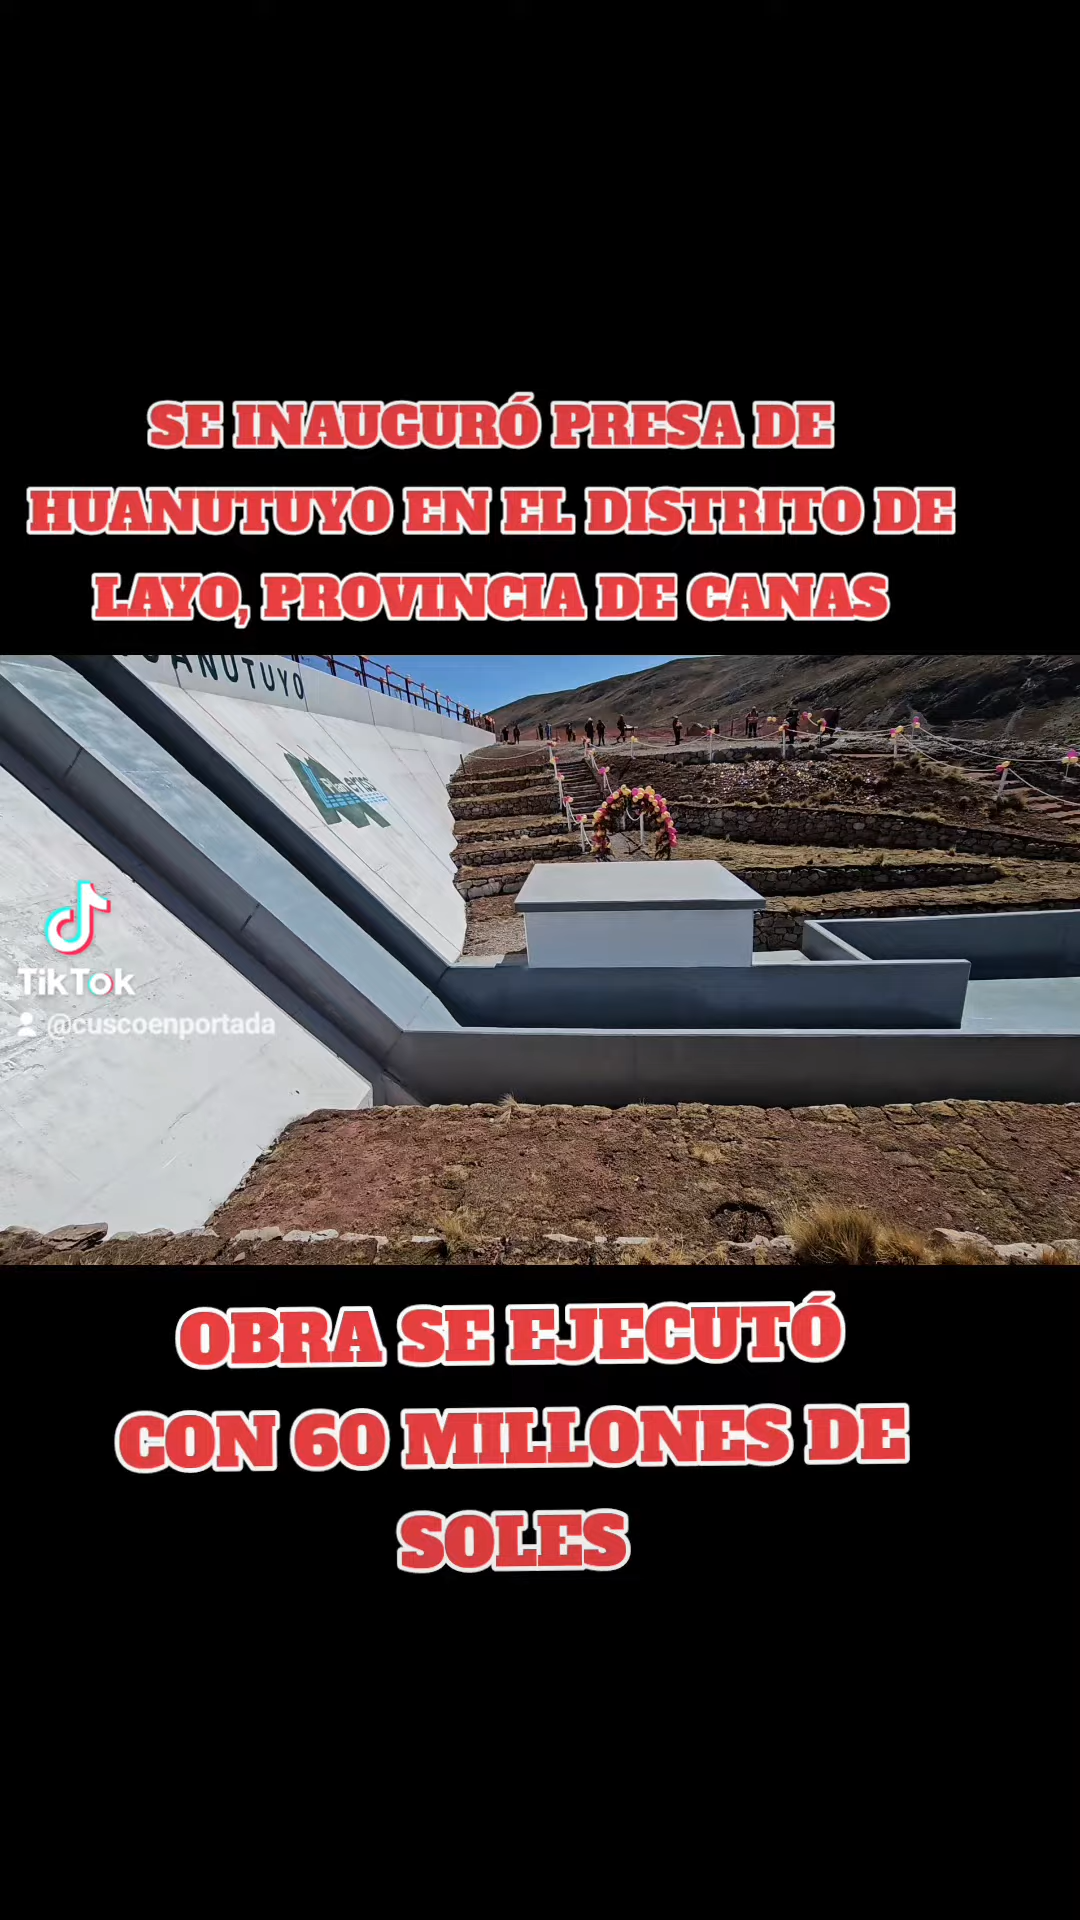 SE INAUGURÓ PRESA DE
HUANUTUYO EN EL DISTRITO DE
LAYO, PROVINCIA DE CANAS
ANUTUYO
Plan
TikTok
@cuscoenportada
OBRA SE EJECUTÓ
CON 60 MILLONES DE
SOLES